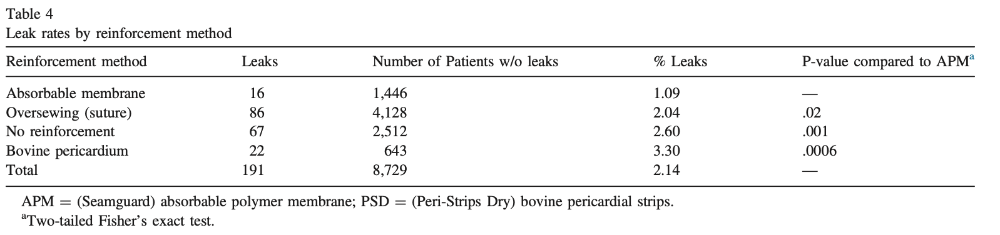 Table 4
Leak rates by reinforcement method
Reinforcement method Leaks Number of Patients w/o leaks % Leaks P-value compared to APMa
Absorbable membrane 16 1,446 1.09 —
Oversewing (suture) 86 4,128 2.04 .02
No reinforcement 67 2,512 2.60 .001
Bovine pericardium 22 643 3.30 .0006
Total 191 8,729 2.14 —
APM = (Seamguard) absorbable polymer membrane; PSD = (Peri-Strips Dry) bovine pericardial strips.
aTwo-tailed Fisher's exact test.